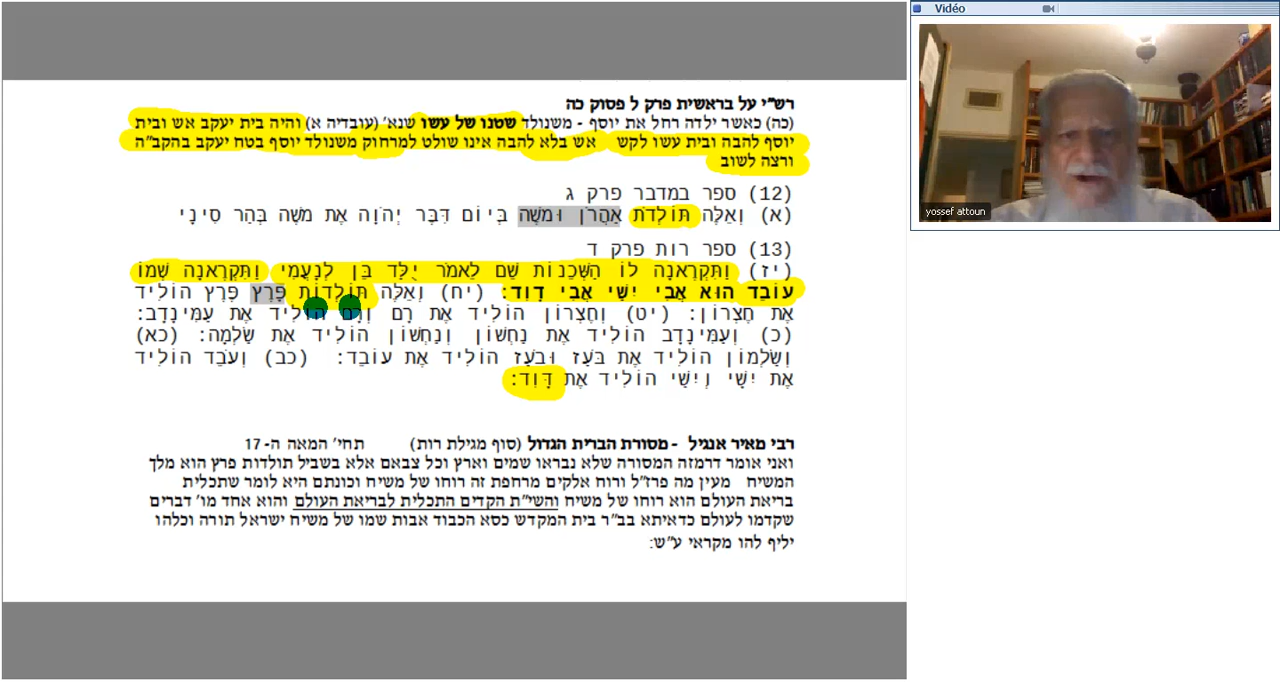 רש"י על בראשית פרק ל פסוק כה
(כה) כאשר ילדה רחל את יוסף - משנולד שטנו של עשו שנא' (עובדיה א) והיה בית יעקב אש ובית
יוסף להבה ובית עשו לקש אש בלא להבה אינו שולט למרחוק משנולד יוסף בטח יעקב בהקב"ה
ורצה לשוב
(12) ספר במדבר פרק ג
(א) וְאֵלֶּה תּוֹלְדֹת אַהֲרֹן וּמֹשֶׁה בְּיוֹם דִּבֶּר יְהֹוָה אֶת מֹשֶׁה בְּהַר סִינָי
(13) ספר רות פרק ד
(יז) וַתִּקְרֶאנָה לוֹ הַשְּׁכֵנוֹת שֵׁם לֵאמֹר יֻלַּד בֵּן לְנָעֳמִי וַתִּקְרֶאנָה שְׁמוֹ
עוֹבֵד הוּא אֲבִי יִשַׁי אֲבִי דָוִד: (יח) וְאֵלֶּה תּוֹלְדוֹת פָּרֶץ פֶּרֶץ הוֹלִיד
אֶת חֶצְרוֹן: (יט) וְחֶצְרוֹן הוֹלִיד אֶת רָם וְרָם הוֹלִיד אֶת עַמִּינָדָב:
(כ) וְעַמִּינָדָב הוֹלִיד אֶת נַחְשׁוֹן וְנַחְשׁוֹן הוֹלִיד אֶת שַׂלְמָה: (כא)
וְשַׂלְמוֹן הוֹלִיד אֶת בֹּעַז וּבֹעַז הוֹלִיד אֶת עוֹבֵד: (כב) וְעֹבֵד הוֹלִיד
אֶת יִשָׁי וְיִשַׁי הוֹלִיד אֶת דָּוִד:
רבי מאיר אנגיל - מסורת הברית הגדול (סוף מגילת רות) תחי' המאה ה- 17
ואני אומר דרמזה המסורה שלא נבראו שמים וארץ וכל צבאם אלא בשביל תולדות פרץ הוא מלך
המשיח מעין מה פרז"ל ורוח אלקים מרחפת זה רוחו של משיח וכונתם היא לומר שתכלית
בריאת העולם הוא רוחו של משיח והשי"ת הקדים התכלית לבריאת העולם והוא אחד מז' דברים
שקדמו לעולם כדאיתא בב"ר בית המקדש כסא הכבוד אבות שמו של משיח ישראל תורה וכלהו
יליף להו מקראי ע"ש:
Vidéo
yossef attoun